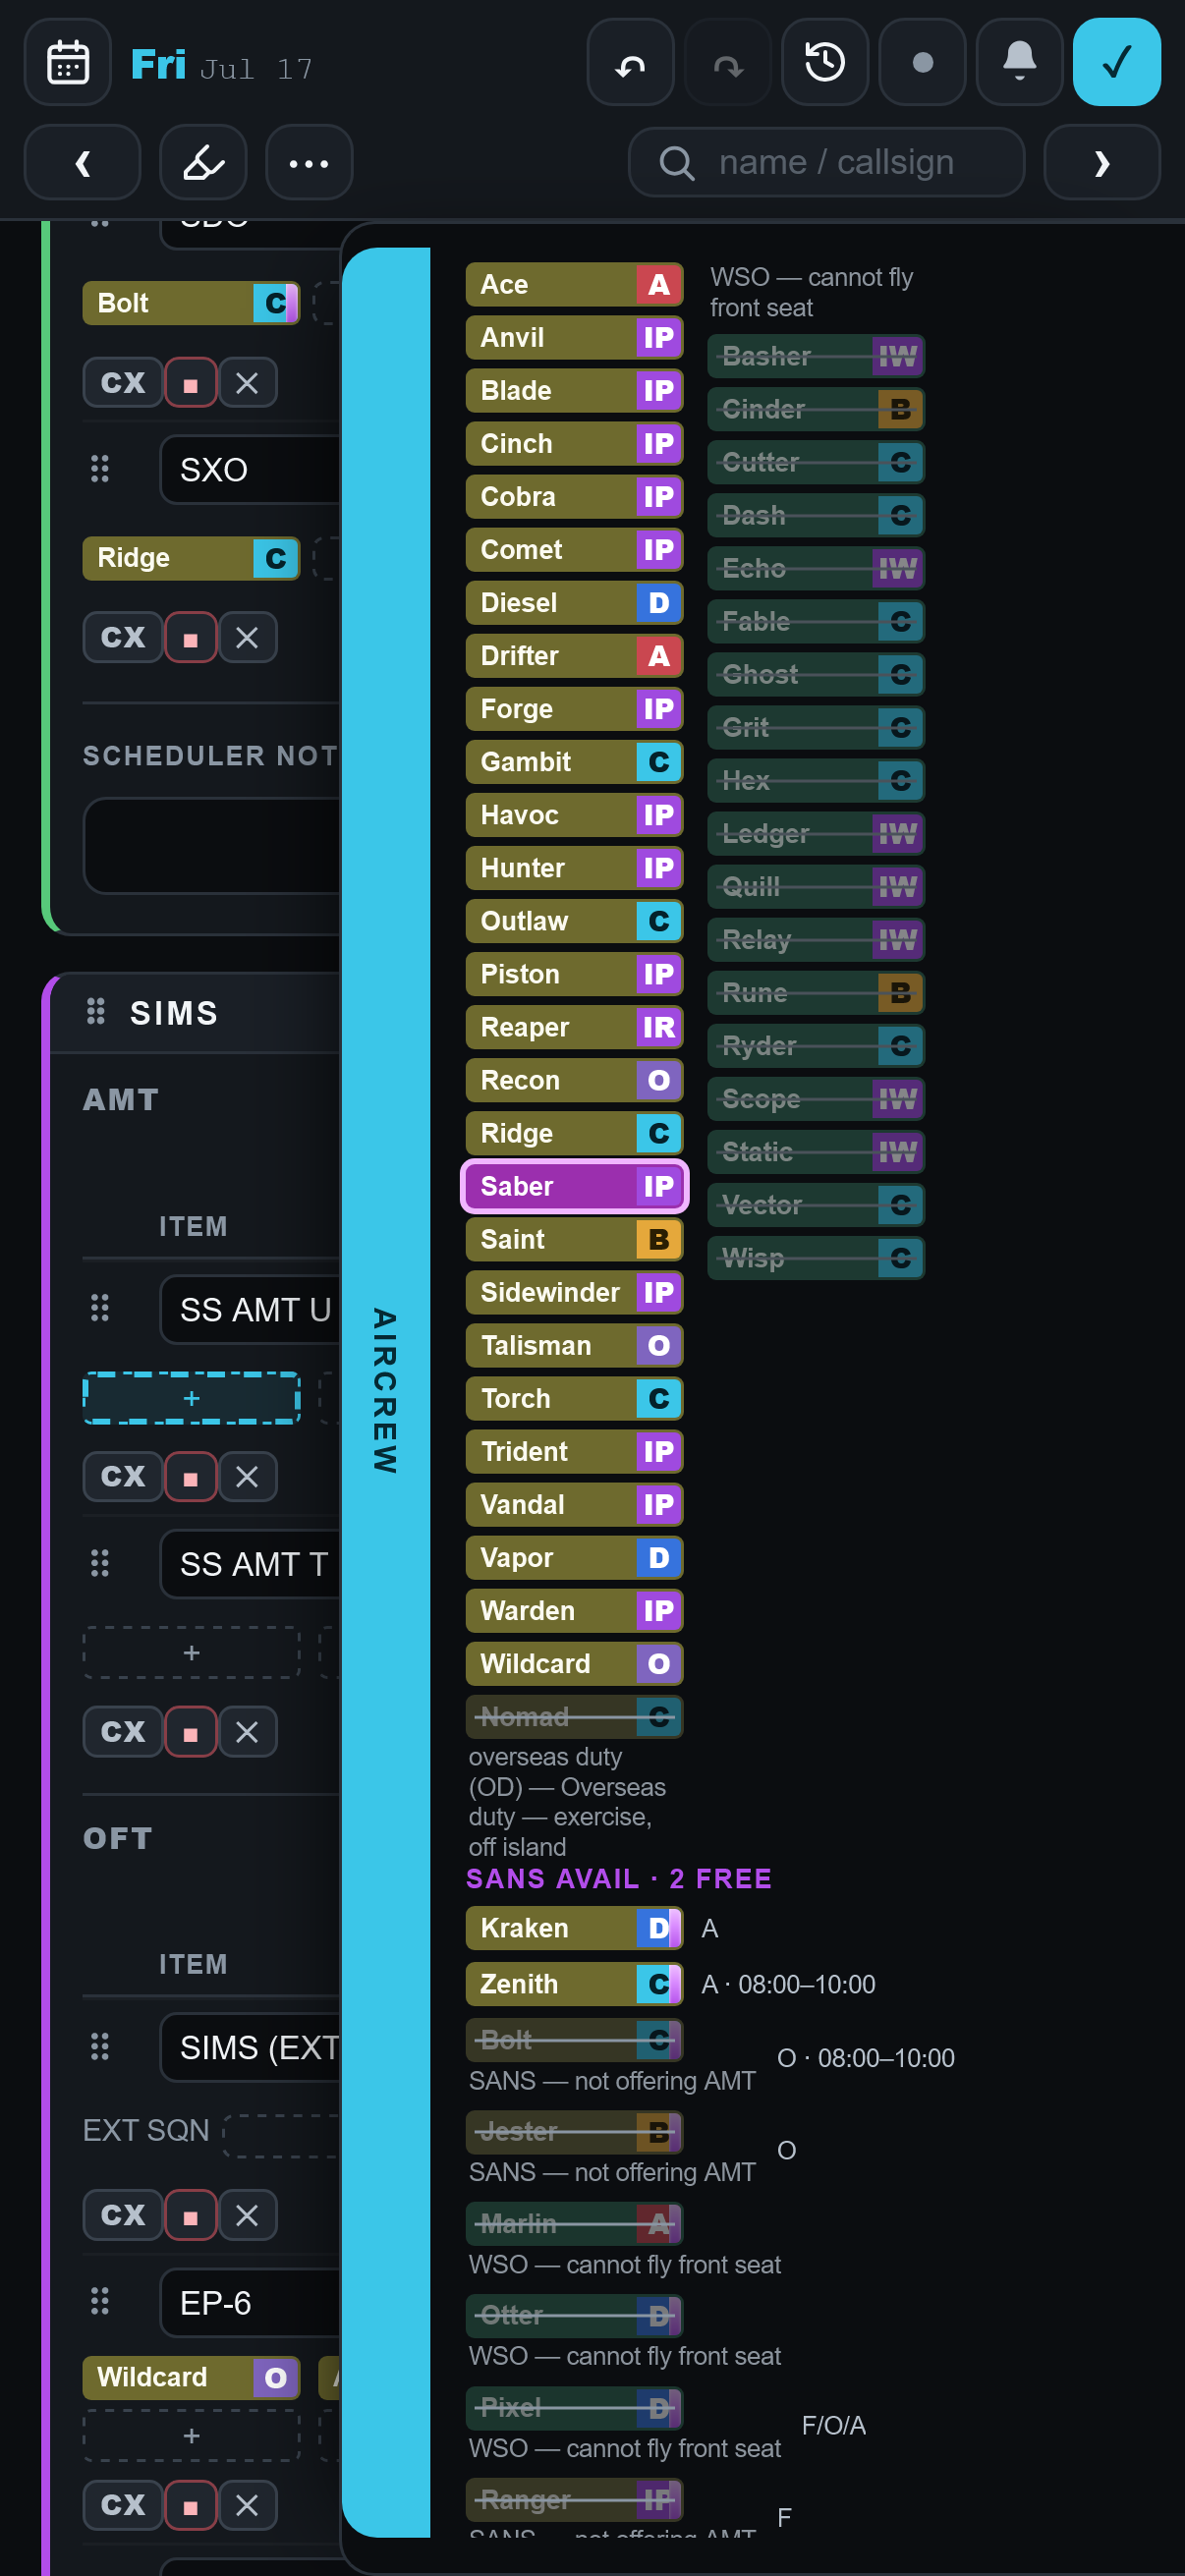 Fri Jul 17
✓
name / callsign
Bolt C
CX
SXO
Ridge C
CX
SCHEDULER NOT
SIMS
AMT
ITEM
SS AMT U
+
CX
SS AMT T
+
CX
OFT
ITEM
SIMS (EXT
EXT SQN
CX
EP-6
Wildcard O
+
CX
AIRCREW
Ace A
Anvil IP
Blade IP
Cinch IP
Cobra IP
Comet IP
Diesel D
Drifter A
Forge IP
Gambit C
Havoc IP
Hunter IP
Outlaw C
Piston IP
Reaper IR
Recon O
Ridge C
Saber IP
Saint B
Sidewinder IP
Talisman O
Torch C
Trident IP
Vandal IP
Vapor D
Warden IP
Wildcard O
Nomad C
overseas duty
(OD) — Overseas
duty — exercise,
off island
WSO — cannot fly
front seat
Basher IW
Cinder B
Cutter C
Dash C
Echo IW
Fable C
Ghost C
Grit C
Hex C
Ledger IW
Quill IW
Relay IW
Rune B
Ryder C
Scope IW
Static IW
Vector C
Wisp C
SANS AVAIL · 2 FREE
Kraken D A
Zenith C A · 08:00–10:00
Bolt C
SANS — not offering AMT
O · 08:00–10:00
Jester B
SANS — not offering AMT
O
Marlin A
WSO — cannot fly front seat
Otter D
WSO — cannot fly front seat
Pixel D
WSO — cannot fly front seat
F/O/A
Ranger IP
SANS — not offering AMT
F